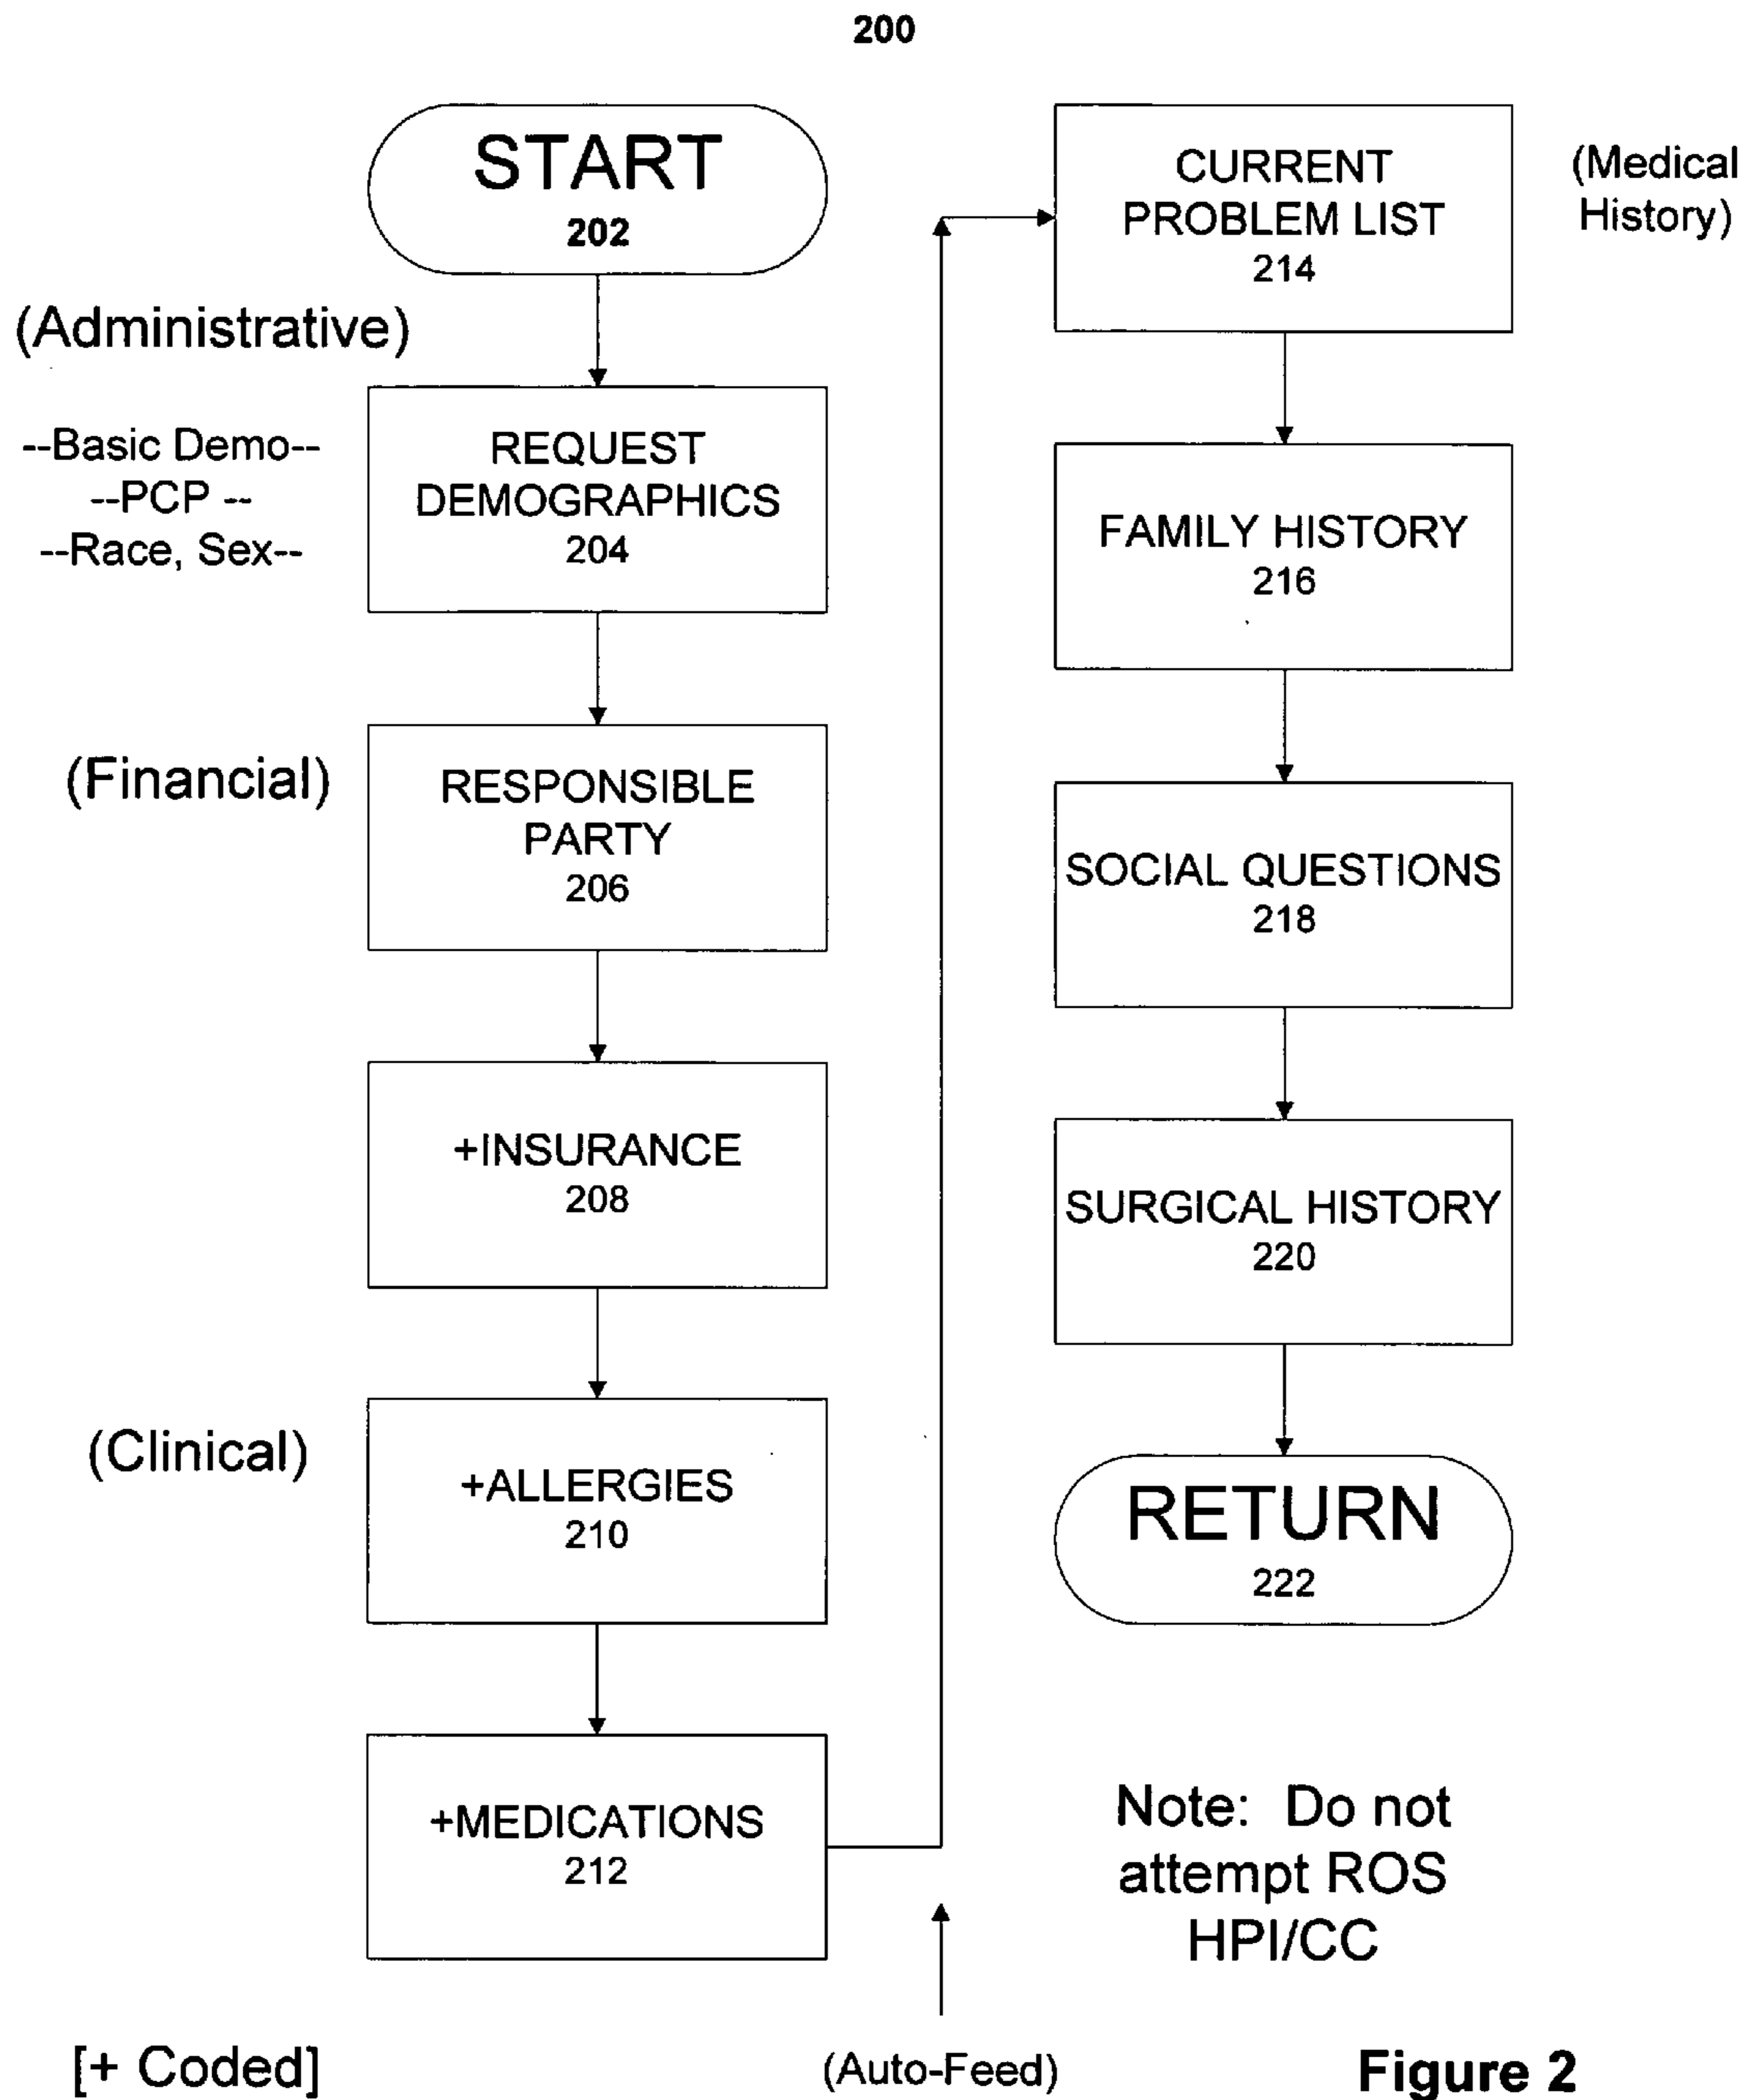 200
START
202
(Administrative)
--Basic Demo--
--PCP --
--Race, Sex--
REQUEST
DEMOGRAPHICS
204
(Financial)
RESPONSIBLE
PARTY
206
+INSURANCE
208
(Clinical)
+ALLERGIES
210
+MEDICATIONS
212
[+ Coded]
(Auto-Feed)
CURRENT
PROBLEM LIST
214
(Medical
History)
FAMILY HISTORY
216
SOCIAL QUESTIONS
218
SURGICAL HISTORY
220
RETURN
222
Note: Do not
attempt ROS
HPI/CC
Figure 2